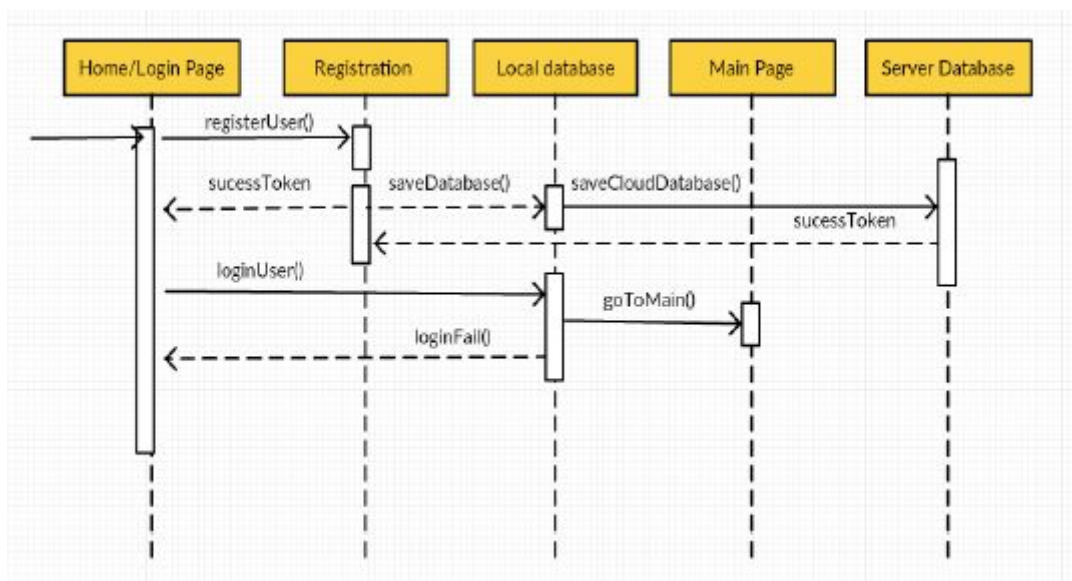 Home/Login Page
Registration
Local database
Main Page
Server Database
registerUser()
sucessToken
saveDatabase()
saveCloudDatabase()
sucessToken
loginUser()
goToMain()
loginFail()